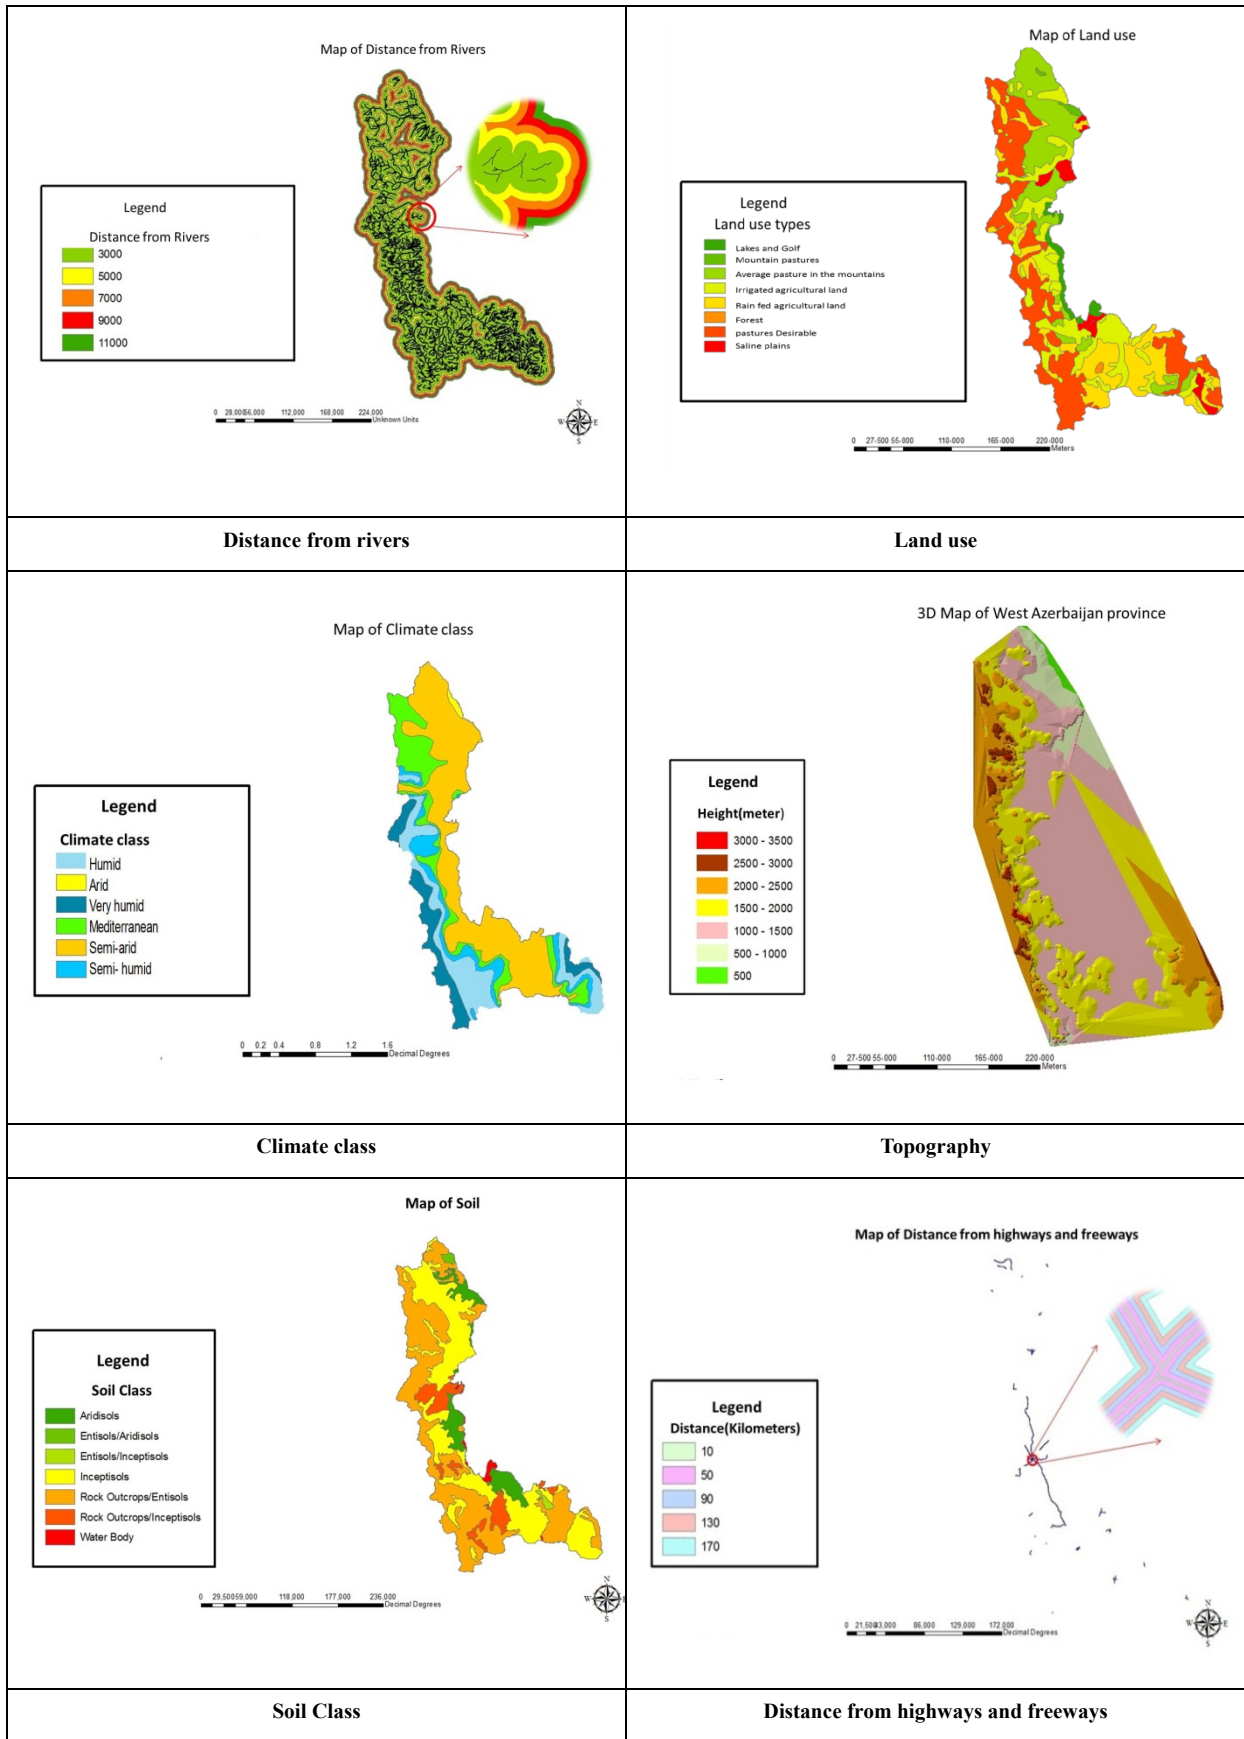 Map of Distance from Rivers
Legend
Distance from Rivers
3000
5000
7000
9000
11000
0 28,00056,000 112,000 168,000 224,000
Unknown Units
N
W E
S
Map of Land use
Legend
Land use types
Lakes and Golf
Mountain pastures
Average pasture in the mountains
Irrigated agricultural land
Rain fed agricultural land
Forest
pastures Desirable
Saline plains
0 27-500 55-000 110-000 165-000 220-000
Meters
Distance from rivers
Land use
Map of Climate class
Legend
Climate class
Humid
Arid
Very humid
Mediterranean
Semi-arid
Semi- humid
0 0.2 0.4 0.8 1.2 1.6
Decimal Degrees
3D Map of West Azerbaijan province
Legend
Height(meter)
3000 - 3500
2500 - 3000
2000 - 2500
1500 - 2000
1000 - 1500
500 - 1000
500
0 27-500 55-000 110-000 165-000 220-000
Meters
Climate class
Topography
Map of Soil
Legend
Soil Class
Aridisols
Entisols/Aridisols
Entisols/Inceptisols
Inceptisols
Rock Outcrops/Entisols
Rock Outcrops/Inceptisols
Water Body
0 29,50059,000 118,000 177,000 236,000
Decimal Degrees
N
W E
S
Map of Distance from highways and freeways
Legend
Distance(Kilometers)
10
50
90
130
170
0 21,50043,000 86,000 129,000 172,000
Decimal Degrees
N
W E
S
Soil Class
Distance from highways and freeways